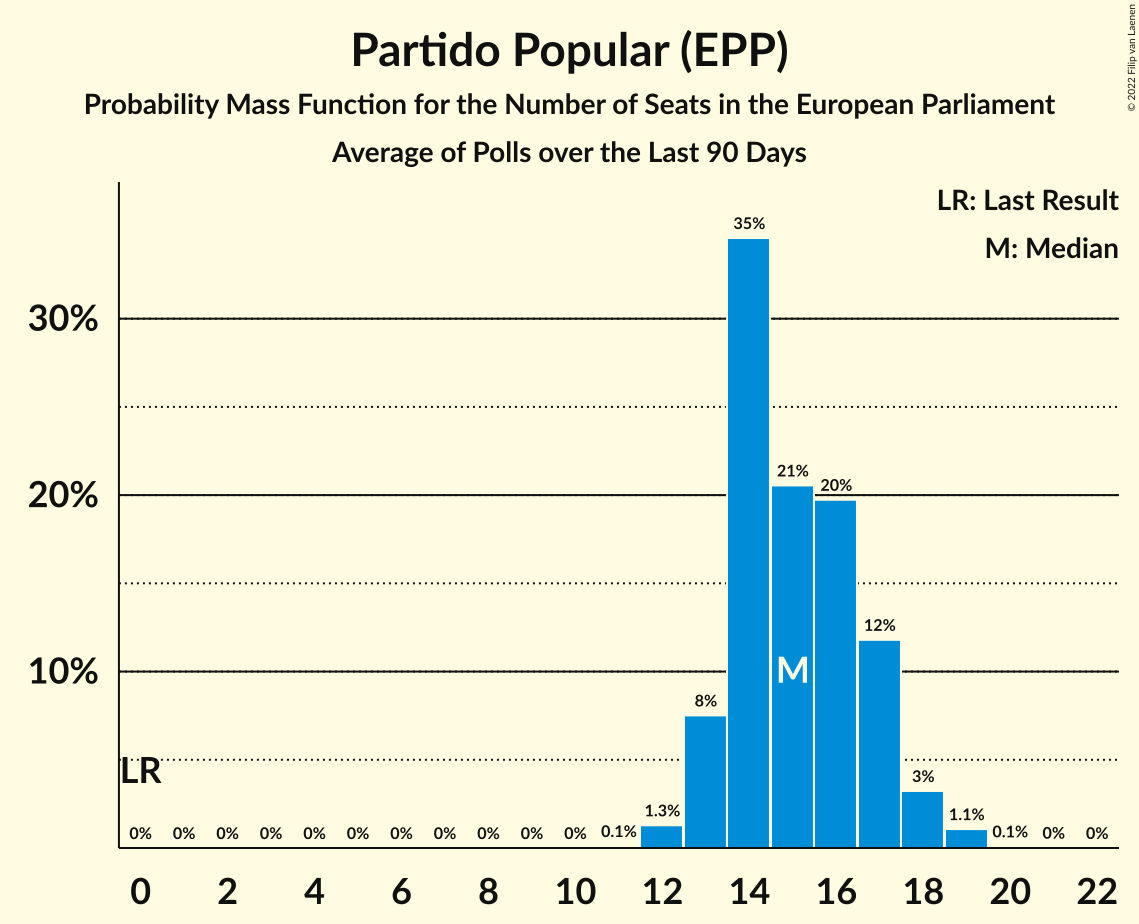 © 2022 Filip van Laenen
Partido Popular (EPP)
Probability Mass Function for the Number of Seats in the European Parliament
Average of Polls over the Last 90 Days
LR: Last Result
M: Median
35%
30%
21%
20%
20%
12%
10%
M
8%
LR
3%
1.3%
1.1%
0% 0% 0% 0% 0% 0% 0% 0% 0% 0% 0% 0.1% 0.1% 0% 0%
0 2 4 6 8 10 12 14 16 18 20 22